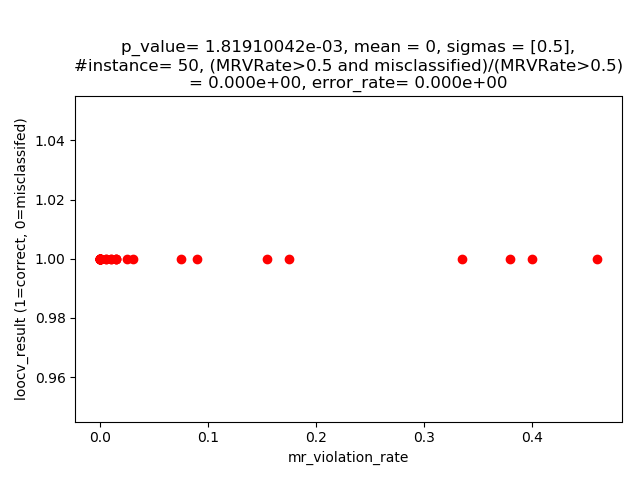 p_value= 1.81910042e-03, mean = 0, sigmas = [0.5],
#instance= 50, (MRVRate>0.5 and misclassified)/(MRVRate>0.5)
= 0.000e+00, error_rate= 0.000e+00
loocv_result (1=correct, 0=misclassifed)
1.04
1.02
1.00
0.98
0.96
0.0 0.1 0.2 0.3 0.4
mr_violation_rate